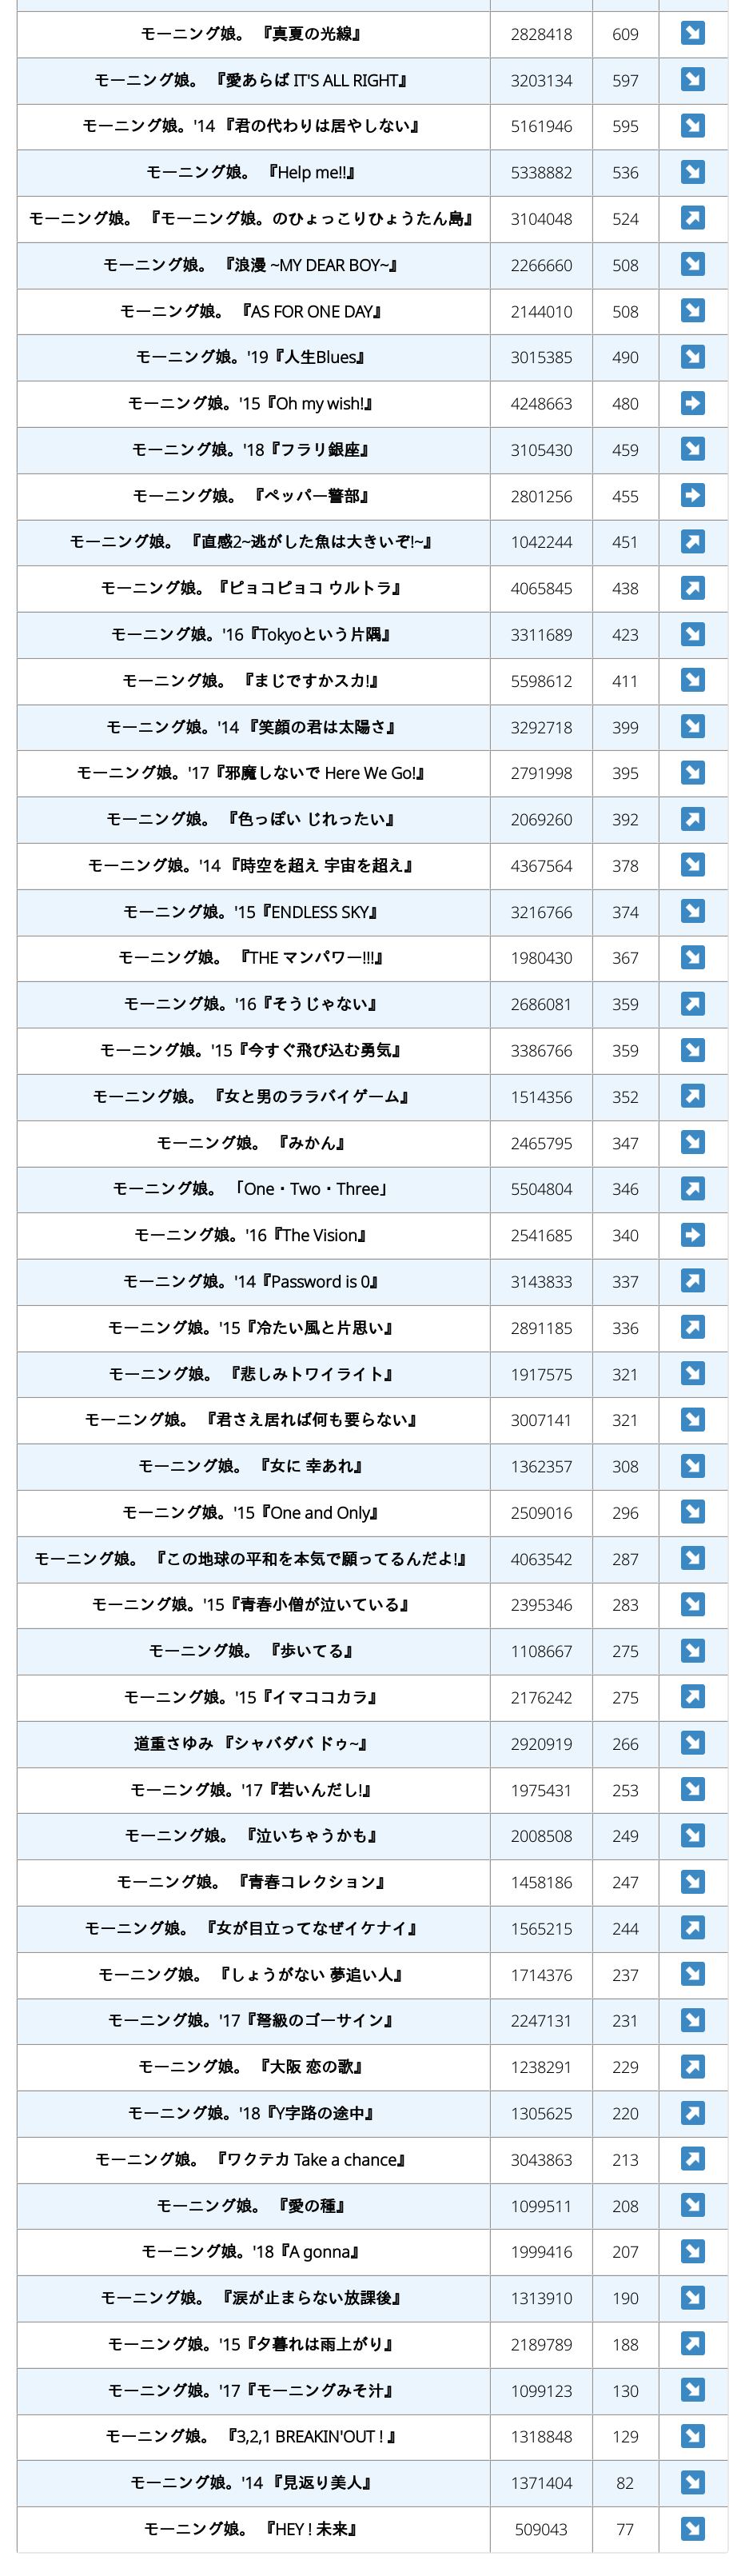 モーニング娘。 『真夏の光線』 2828418 609 ↘
モーニング娘。 『愛あらば IT'S ALL RIGHT』 3203134 597 ↘
モーニング娘。'14 『君の代わりは居やしない』 5161946 595 ↘
モーニング娘。 『Help me!!』 5338882 536 ↘
モーニング娘。 『モーニング娘。のひょっこりひょうたん島』 3104048 524 ↗
モーニング娘。 『浪漫 ~MY DEAR BOY~』 2266660 508 ↘
モーニング娘。 『AS FOR ONE DAY』 2144010 508 ↘
モーニング娘。'19『人生Blues』 3015385 490 ↘
モーニング娘。'15『Oh my wish!』 4248663 480 ➡
モーニング娘。'18『フラリ銀座』 3105430 459 ↘
モーニング娘。 『ペッパー警部』 2801256 455 ➡
モーニング娘。 『直感2~逃がした魚は大きいぞ!~』 1042244 451 ↗
モーニング娘。『ピョコピョコ ウルトラ』 4065845 438 ↗
モーニング娘。'16『Tokyoという片隅』 3311689 423 ↘
モーニング娘。 『まじですかスカ!』 5598612 411 ↘
モーニング娘。'14 『笑顔の君は太陽さ』 3292718 399 ↘
モーニング娘。'17『邪魔しないで Here We Go!』 2791998 395 ↘
モーニング娘。 『色っぽい じれったい』 2069260 392 ↗
モーニング娘。'14 『時空を超え 宇宙を超え』 4367564 378 ↘
モーニング娘。'15『ENDLESS SKY』 3216766 374 ↘
モーニング娘。 『THE マンパワー!!!』 1980430 367 ↘
モーニング娘。'16『そうじゃない』 2686081 359 ↗
モーニング娘。'15『今すぐ飛び込む勇気』 3386766 359 ↘
モーニング娘。 『女と男のララバイゲーム』 1514356 352 ↗
モーニング娘。 『みかん』 2465795 347 ↘
モーニング娘。 「One・Two・Three」 5504804 346 ↗
モーニング娘。'16『The Vision』 2541685 340 ➡
モーニング娘。'14『Password is 0』 3143833 337 ↗
モーニング娘。'15『冷たい風と片思い』 2891185 336 ↗
モーニング娘。 『悲しみトワイライト』 1917575 321 ↘
モーニング娘。 『君さえ居れば何も要らない』 3007141 321 ↘
モーニング娘。 『女に 幸あれ』 1362357 308 ↘
モーニング娘。'15『One and Only』 2509016 296 ↘
モーニング娘。 『この地球の平和を本気で願ってるんだよ!』 4063542 287 ↘
モーニング娘。'15『青春小僧が泣いている』 2395346 283 ↘
モーニング娘。 『歩いてる』 1108667 275 ↘
モーニング娘。'15『イマココカラ』 2176242 275 ↗
道重さゆみ 『シャバダバ ドゥ~』 2920919 266 ↘
モーニング娘。'17『若いんだし!』 1975431 253 ↘
モーニング娘。 『泣いちゃうかも』 2008508 249 ↘
モーニング娘。 『青春コレクション』 1458186 247 ↘
モーニング娘。 『女が目立ってなぜイケナイ』 1565215 244 ↗
モーニング娘。 『しょうがない 夢追い人』 1714376 237 ↘
モーニング娘。'17『弩級のゴーサイン』 2247131 231 ↘
モーニング娘。 『大阪 恋の歌』 1238291 229 ↗
モーニング娘。'18『Y字路の途中』 1305625 220 ↗
モーニング娘。 『ワクテカ Take a chance』 3043863 213 ↗
モーニング娘。 『愛の種』 1099511 208 ↘
モーニング娘。'18『A gonna』 1999416 207 ↘
モーニング娘。 『涙が止まらない放課後』 1313910 190 ↘
モーニング娘。'15『夕暮れは雨上がり』 2189789 188 ↗
モーニング娘。'17『モーニングみそ汁』 1099123 130 ↘
モーニング娘。 『3,2,1 BREAKIN'OUT ! 』 1318848 129 ↘
モーニング娘。'14 『見返り美人』 1371404 82 ↘
モーニング娘。 『HEY ! 未来』 509043 77 ↘